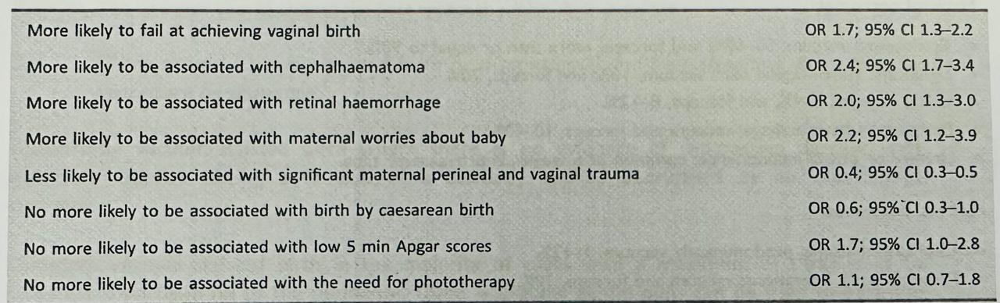 More likely to fail at achieving vaginal birth OR 1.7; 95% CI 1.3–2.2
More likely to be associated with cephalhaematoma OR 2.4; 95% CI 1.7–3.4
More likely to be associated with retinal haemorrhage OR 2.0; 95% CI 1.3–3.0
More likely to be associated with maternal worries about baby OR 2.2; 95% CI 1.2–3.9
Less likely to be associated with significant maternal perineal and vaginal trauma OR 0.4; 95% CI 0.3–0.5
No more likely to be associated with birth by caesarean birth OR 0.6; 95% CI 0.3–1.0
No more likely to be associated with low 5 min Apgar scores OR 1.7; 95% CI 1.0–2.8
No more likely to be associated with the need for phototherapy OR 1.1; 95% CI 0.7–1.8